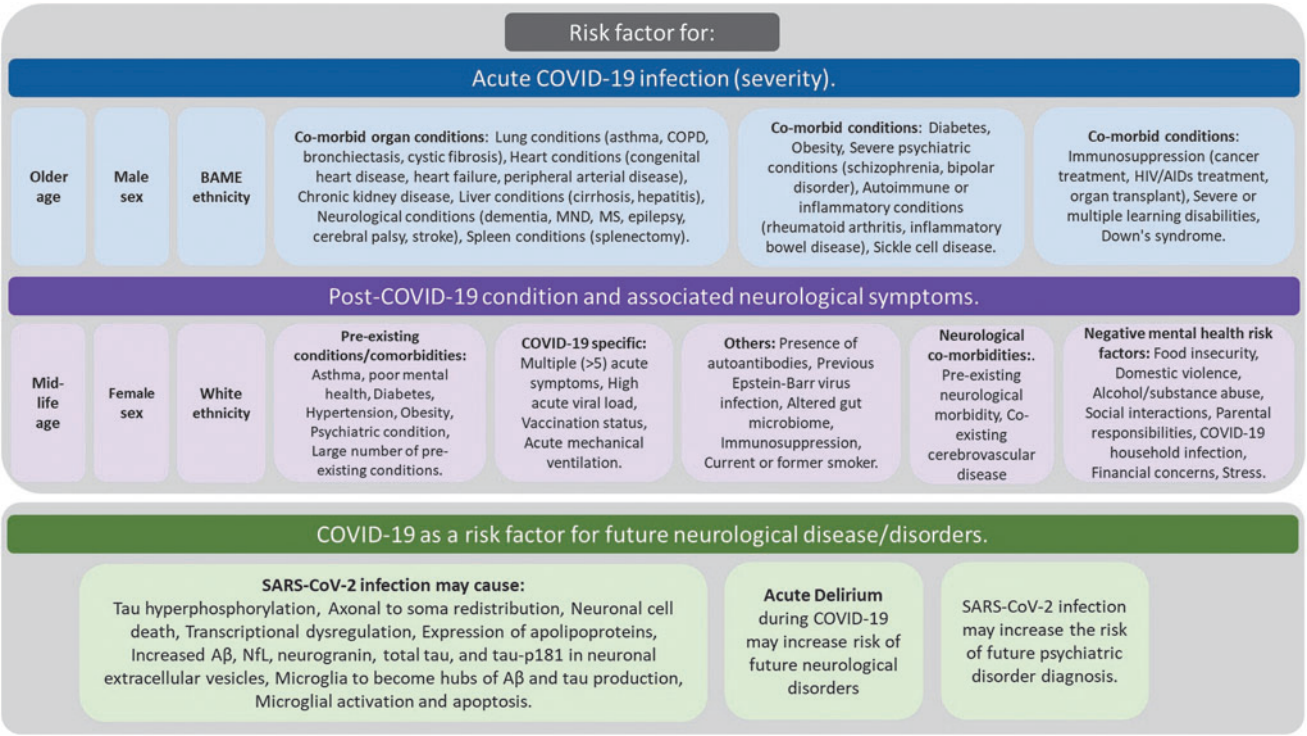 Risk factor for:
Acute COVID-19 infection (severity).
Older
age
Male
sex
BAME
ethnicity
Co-morbid organ conditions: Lung conditions (asthma, COPD,
bronchiectasis, cystic fibrosis), Heart conditions (congenital
heart disease, heart failure, peripheral arterial disease),
Chronic kidney disease, Liver conditions (cirrhosis, hepatitis),
Neurological conditions (dementia, MND, MS, epilepsy,
cerebral palsy, stroke), Spleen conditions (splenectomy).
Co-morbid conditions: Diabetes,
Obesity, Severe psychiatric
conditions (schizophrenia, bipolar
disorder), Autoimmune or
inflammatory conditions
(rheumatoid arthritis, inflammatory
bowel disease), Sickle cell disease.
Co-morbid conditions:
Immunosuppression (cancer
treatment, HIV/AIDs treatment,
organ transplant), Severe or
multiple learning disabilities,
Down's syndrome.
Post-COVID-19 condition and associated neurological symptoms.
Mid-
life
age
Female
sex
White
ethnicity
Pre-existing
conditions/comorbidities:
Asthma, poor mental
health, Diabetes,
Hypertension, Obesity,
Psychiatric condition,
Large number of pre-
existing conditions.
COVID-19 specific:
Multiple (>5) acute
symptoms, High
acute viral load,
Vaccination status,
Acute mechanical
ventilation.
Others: Presence of
autoantibodies, Previous
Epstein-Barr virus
infection, Altered gut
microbiome,
Immunosuppression,
Current or former smoker.
Neurological
co-morbidities:.
Pre-existing
neurological
morbidity, Co-
existing
cerebrovascular
disease
Negative mental health risk
factors: Food insecurity,
Domestic violence,
Alcohol/substance abuse,
Social interactions, Parental
responsibilities, COVID-19
household infection,
Financial concerns, Stress.
COVID-19 as a risk factor for future neurological disease/disorders.
SARS-CoV-2 infection may cause:
Tau hyperphosphorylation, Axonal to soma redistribution, Neuronal cell
death, Transcriptional dysregulation, Expression of apolipoproteins,
Increased Aβ, NfL, neurogranin, total tau, and tau-p181 in neuronal
extracellular vesicles, Microglia to become hubs of Aβ and tau production,
Microglial activation and apoptosis.
Acute Delirium
during COVID-19
may increase risk of
future neurological
disorders
SARS-CoV-2 infection
may increase the risk
of future psychiatric
disorder diagnosis.